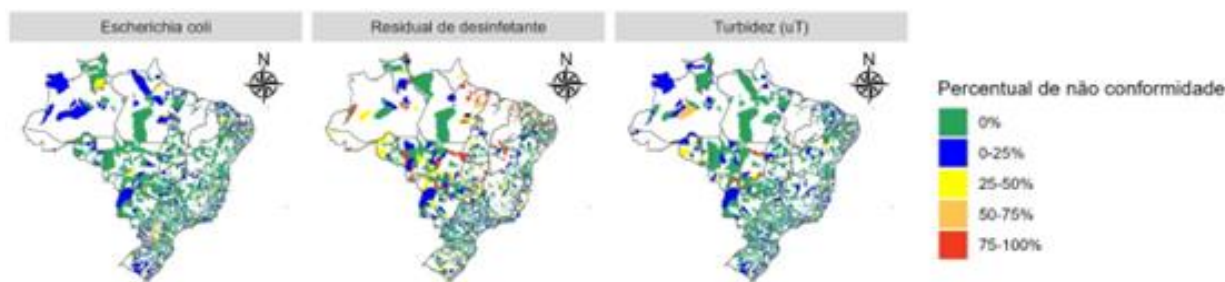 Escherichia coli
Residual de desinfetante
Turbidez (uT)
N
N
N
Percentual de não conformidade
0%
0-25%
25-50%
50-75%
75-100%